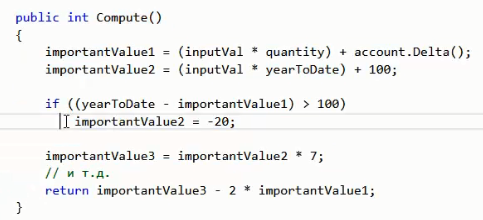 public int Compute()
{
importantValue1 = (inputVal * quantity) + account.Delta();
importantValue2 = (inputVal * yearToDate) + 100;
if ((yearToDate - importantValue1) > 100)
importantValue2 = -20;
importantValue3 = importantValue2 * 7;
// и т.д.
return importantValue3 - 2 * importantValue1;
}